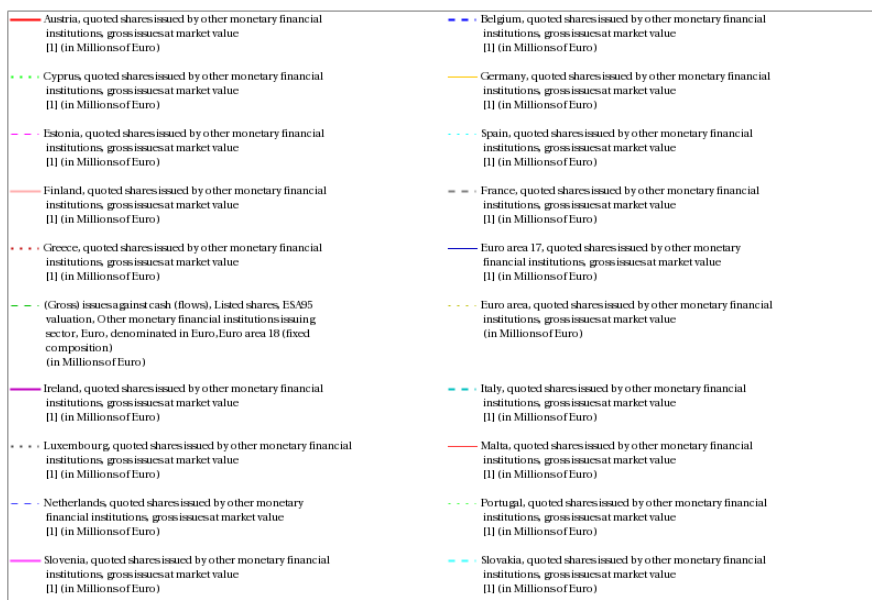 Austria, quoted shares issued by other monetary financial
institutions, gross issues at market value
[1] (in Millions of Euro)
Belgium, quoted shares issued by other monetary financial
institutions, gross issues at market value
[1] (in Millions of Euro)
Cyprus, quoted shares issued by other monetary financial
institutions, gross issues at market value
[1] (in Millions of Euro)
Germany, quoted shares issued by other monetary financial
institutions, gross issues at market value
[1] (in Millions of Euro)
Estonia, quoted shares issued by other monetary financial
institutions, gross issues at market value
[1] (in Millions of Euro)
Spain, quoted shares issued by other monetary financial
institutions, gross issues at market value
[1] (in Millions of Euro)
Finland, quoted shares issued by other monetary financial
institutions, gross issues at market value
[1] (in Millions of Euro)
France, quoted shares issued by other monetary financial
institutions, gross issues at market value
[1] (in Millions of Euro)
Greece, quoted shares issued by other monetary financial
institutions, gross issues at market value
[1] (in Millions of Euro)
Euro area 17, quoted shares issued by other monetary
financial institutions, gross issues at market value
[1] (in Millions of Euro)
(Gross) issues against cash (flows), Listed shares, ESA95
valuation, Other monetary financial institutions issuing
sector, Euro, denominated in Euro,Euro area 18 (fixed
composition)
(in Millions of Euro)
Euro area, quoted shares issued by other monetary financial
institutions, gross issues at market value
(in Millions of Euro)
Ireland, quoted shares issued by other monetary financial
institutions, gross issues at market value
[1] (in Millions of Euro)
Italy, quoted shares issued by other monetary financial
institutions, gross issues at market value
[1] (in Millions of Euro)
Luxembourg, quoted shares issued by other monetary financial
institutions, gross issues at market value
[1] (in Millions of Euro)
Malta, quoted shares issued by other monetary financial
institutions, gross issues at market value
[1] (in Millions of Euro)
Netherlands, quoted shares issued by other monetary
financial institutions, gross issues at market value
[1] (in Millions of Euro)
Portugal, quoted shares issued by other monetary financial
institutions, gross issues at market value
[1] (in Millions of Euro)
Slovenia, quoted shares issued by other monetary financial
institutions, gross issues at market value
[1] (in Millions of Euro)
Slovakia, quoted shares issued by other monetary financial
institutions, gross issues at market value
[1] (in Millions of Euro)